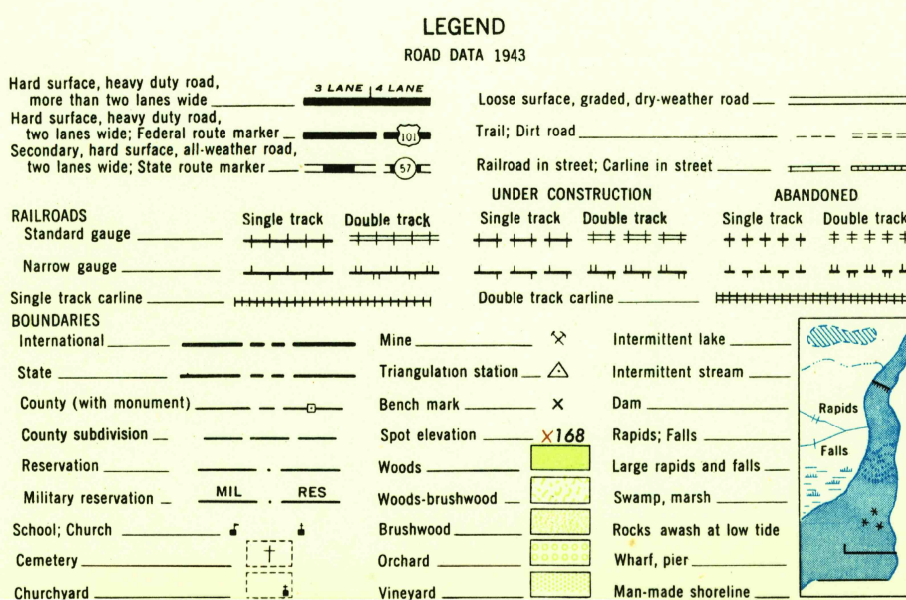 LEGEND
ROAD DATA 1943
Hard surface, heavy duty road,
more than two lanes wide
3 LANE 4 LANE
Hard surface, heavy duty road,
two lanes wide; Federal route marker
101
Secondary, hard surface, all-weather road,
two lanes wide; State route marker
57
Loose surface, graded, dry-weather road
Trail; Dirt road
Railroad in street; Carline in street
UNDER CONSTRUCTION
ABANDONED
RAILROADS
Single track Double track Single track Double track Single track Double track
Standard gauge
Narrow gauge
Single track carline
Double track carline
BOUNDARIES
International
State
County (with monument)
County subdivision
Reservation
Military reservation MIL RES
School; Church
Cemetery
Churchyard
Mine
Triangulation station
Bench mark X
Spot elevation X168
Woods
Woods-brushwood
Brushwood
Orchard
Vineyard
Intermittent lake
Intermittent stream
Dam
Rapids; Falls
Large rapids and falls
Swamp, marsh
Rocks awash at low tide
Wharf, pier
Man-made shoreline
Rapids
Falls